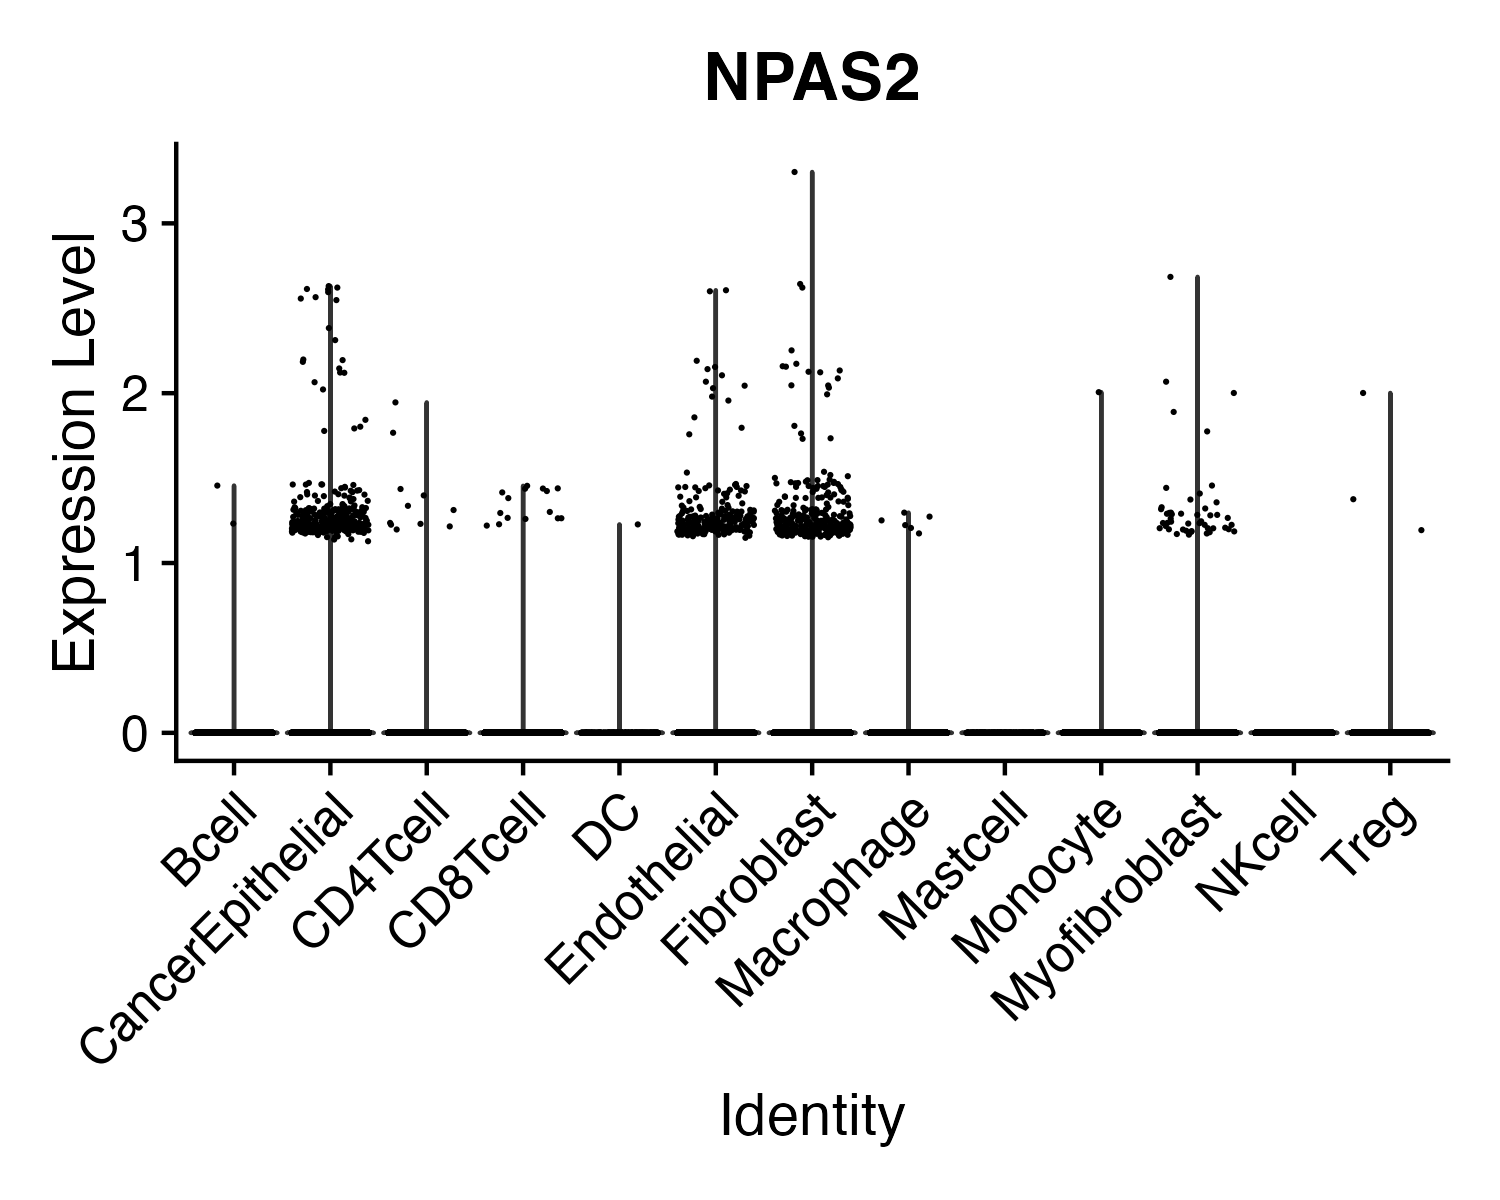 NPAS2
Expression Level
3
2
1
0
Bcell
CancerEpithelial
CD4Tcell
CD8Tcell
DC
Endothelial
Fibroblast
Macrophage
Mastcell
Monocyte
Myofibroblast
NKcell
Treg
Identity